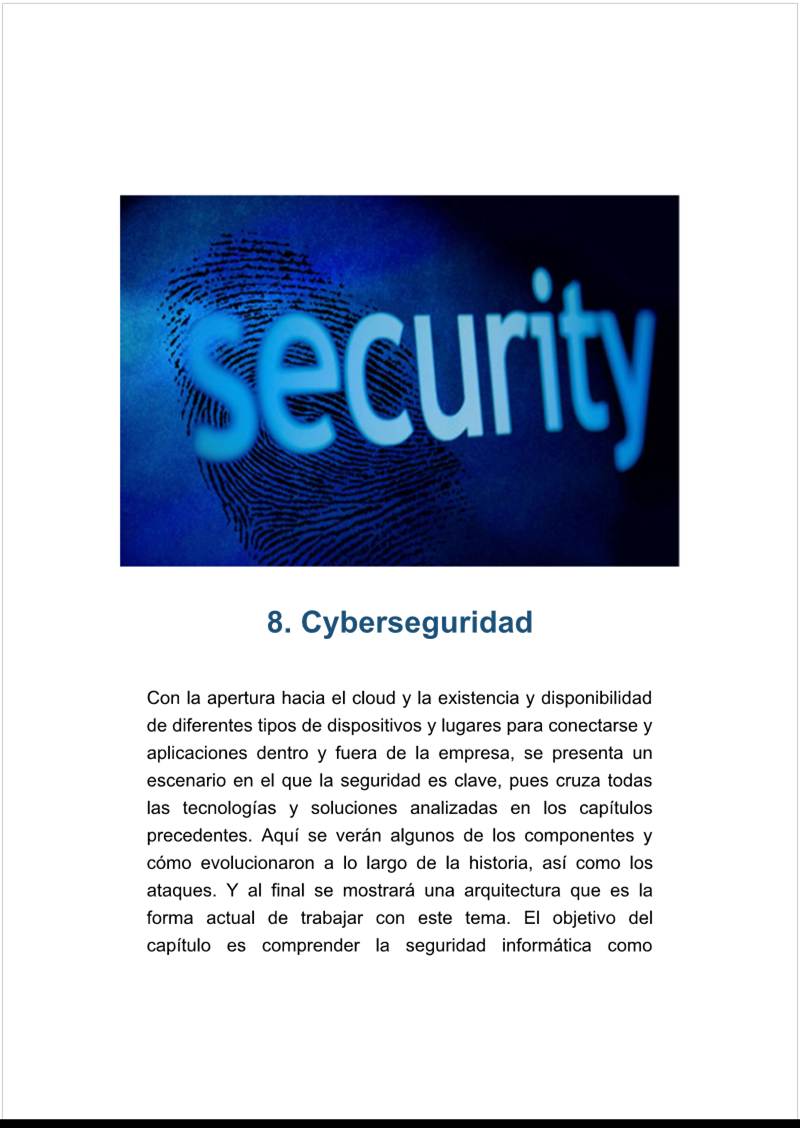 security
8. Cyberseguridad
Con la apertura hacia el cloud y la existencia y disponibilidad
de diferentes tipos de dispositivos y lugares para conectarse y
aplicaciones dentro y fuera de la empresa, se presenta un
escenario en el que la seguridad es clave, pues cruza todas
las tecnologías y soluciones analizadas en los capítulos
precedentes. Aquí se verán algunos de los componentes y
cómo evolucionaron a lo largo de la historia, así como los
ataques. Y al final se mostrará una arquitectura que es la
forma actual de trabajar con este tema. El objetivo del
capítulo es comprender la seguridad informática como